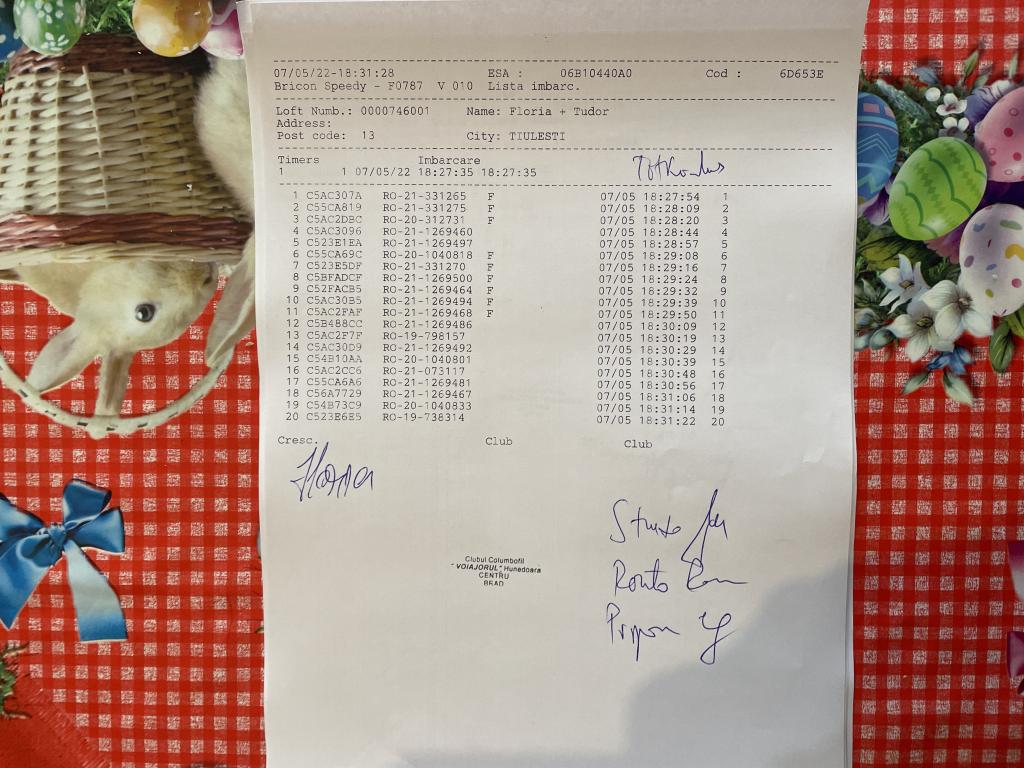 07/05/22-18:31:28 ESA : 06B10440A0 Cod : 6D653E
Bricon Speedy - F0787 V 010 Lista imbarc.
Loft Numb.: 0000746001 Name: Floria + Tudor
Address:
Post code: 13 City: TIULESTI
Timers Imbarcare
1 1 07/05/22 18:27:35 18:27:35
1 C5AC307A RO-21-331265 F 07/05 18:27:54 1
2 C55CA819 RO-21-331275 F 07/05 18:28:09 2
3 C5AC2DBC RO-20-312731 F 07/05 18:28:20 3
4 C5AC3096 RO-21-1269460 07/05 18:28:44 4
5 C523E1EA RO-21-1269497 07/05 18:28:57 5
6 C55CA69C RO-20-1040818 F 07/05 18:29:08 6
7 C523E5DF RO-21-331270 F 07/05 18:29:16 7
8 C5BFADCF RO-21-1269500 F 07/05 18:29:24 8
9 C52FACB5 RO-21-1269464 F 07/05 18:29:32 9
10 C5AC30B5 RO-21-1269494 F 07/05 18:29:39 10
11 C5AC2FAF RO-21-1269468 F 07/05 18:29:50 11
12 C5B488CC RO-21-1269486 07/05 18:30:09 12
13 C5AC2F7F RO-19-798157 07/05 18:30:19 13
14 C5AC30D9 RO-21-1269492 07/05 18:30:29 14
15 C54B10AA RO-20-1040801 07/05 18:30:39 15
16 C5AC2CC6 RO-21-073117 07/05 18:30:48 16
17 C55CA6A6 RO-21-1269481 07/05 18:30:56 17
18 C56A7729 RO-21-1269467 07/05 18:31:06 18
19 C54B73C9 RO-20-1040833 07/05 18:31:14 19
20 C523E6E5 RO-19-738314 07/05 18:31:22 20
Cresc. Club Club
Clubul Columbofil
"VOIAJORUL" Hunedoara
CENTRU
BRAD